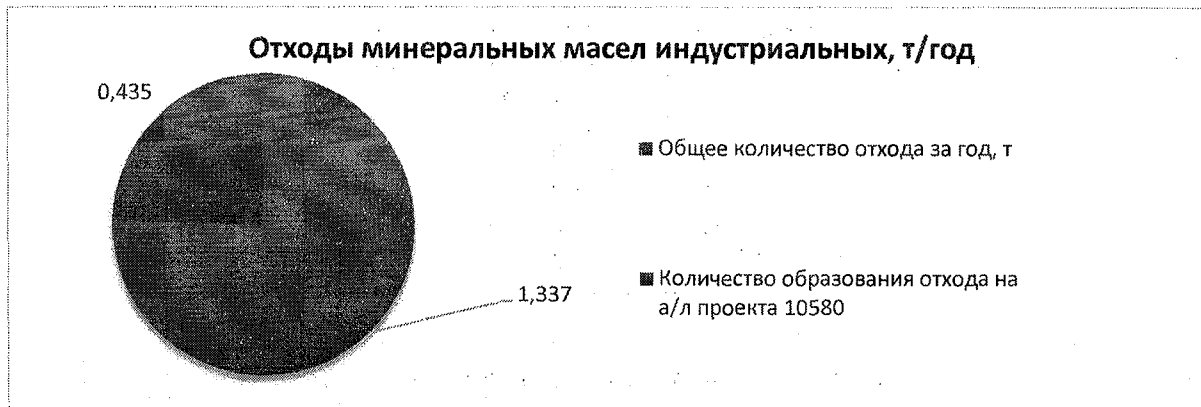 Отходы минеральных масел индустриальных, т/год
0,435
Общее количество отхода за год, т
1,337
Количество образования отхода на
а/л проекта 10580